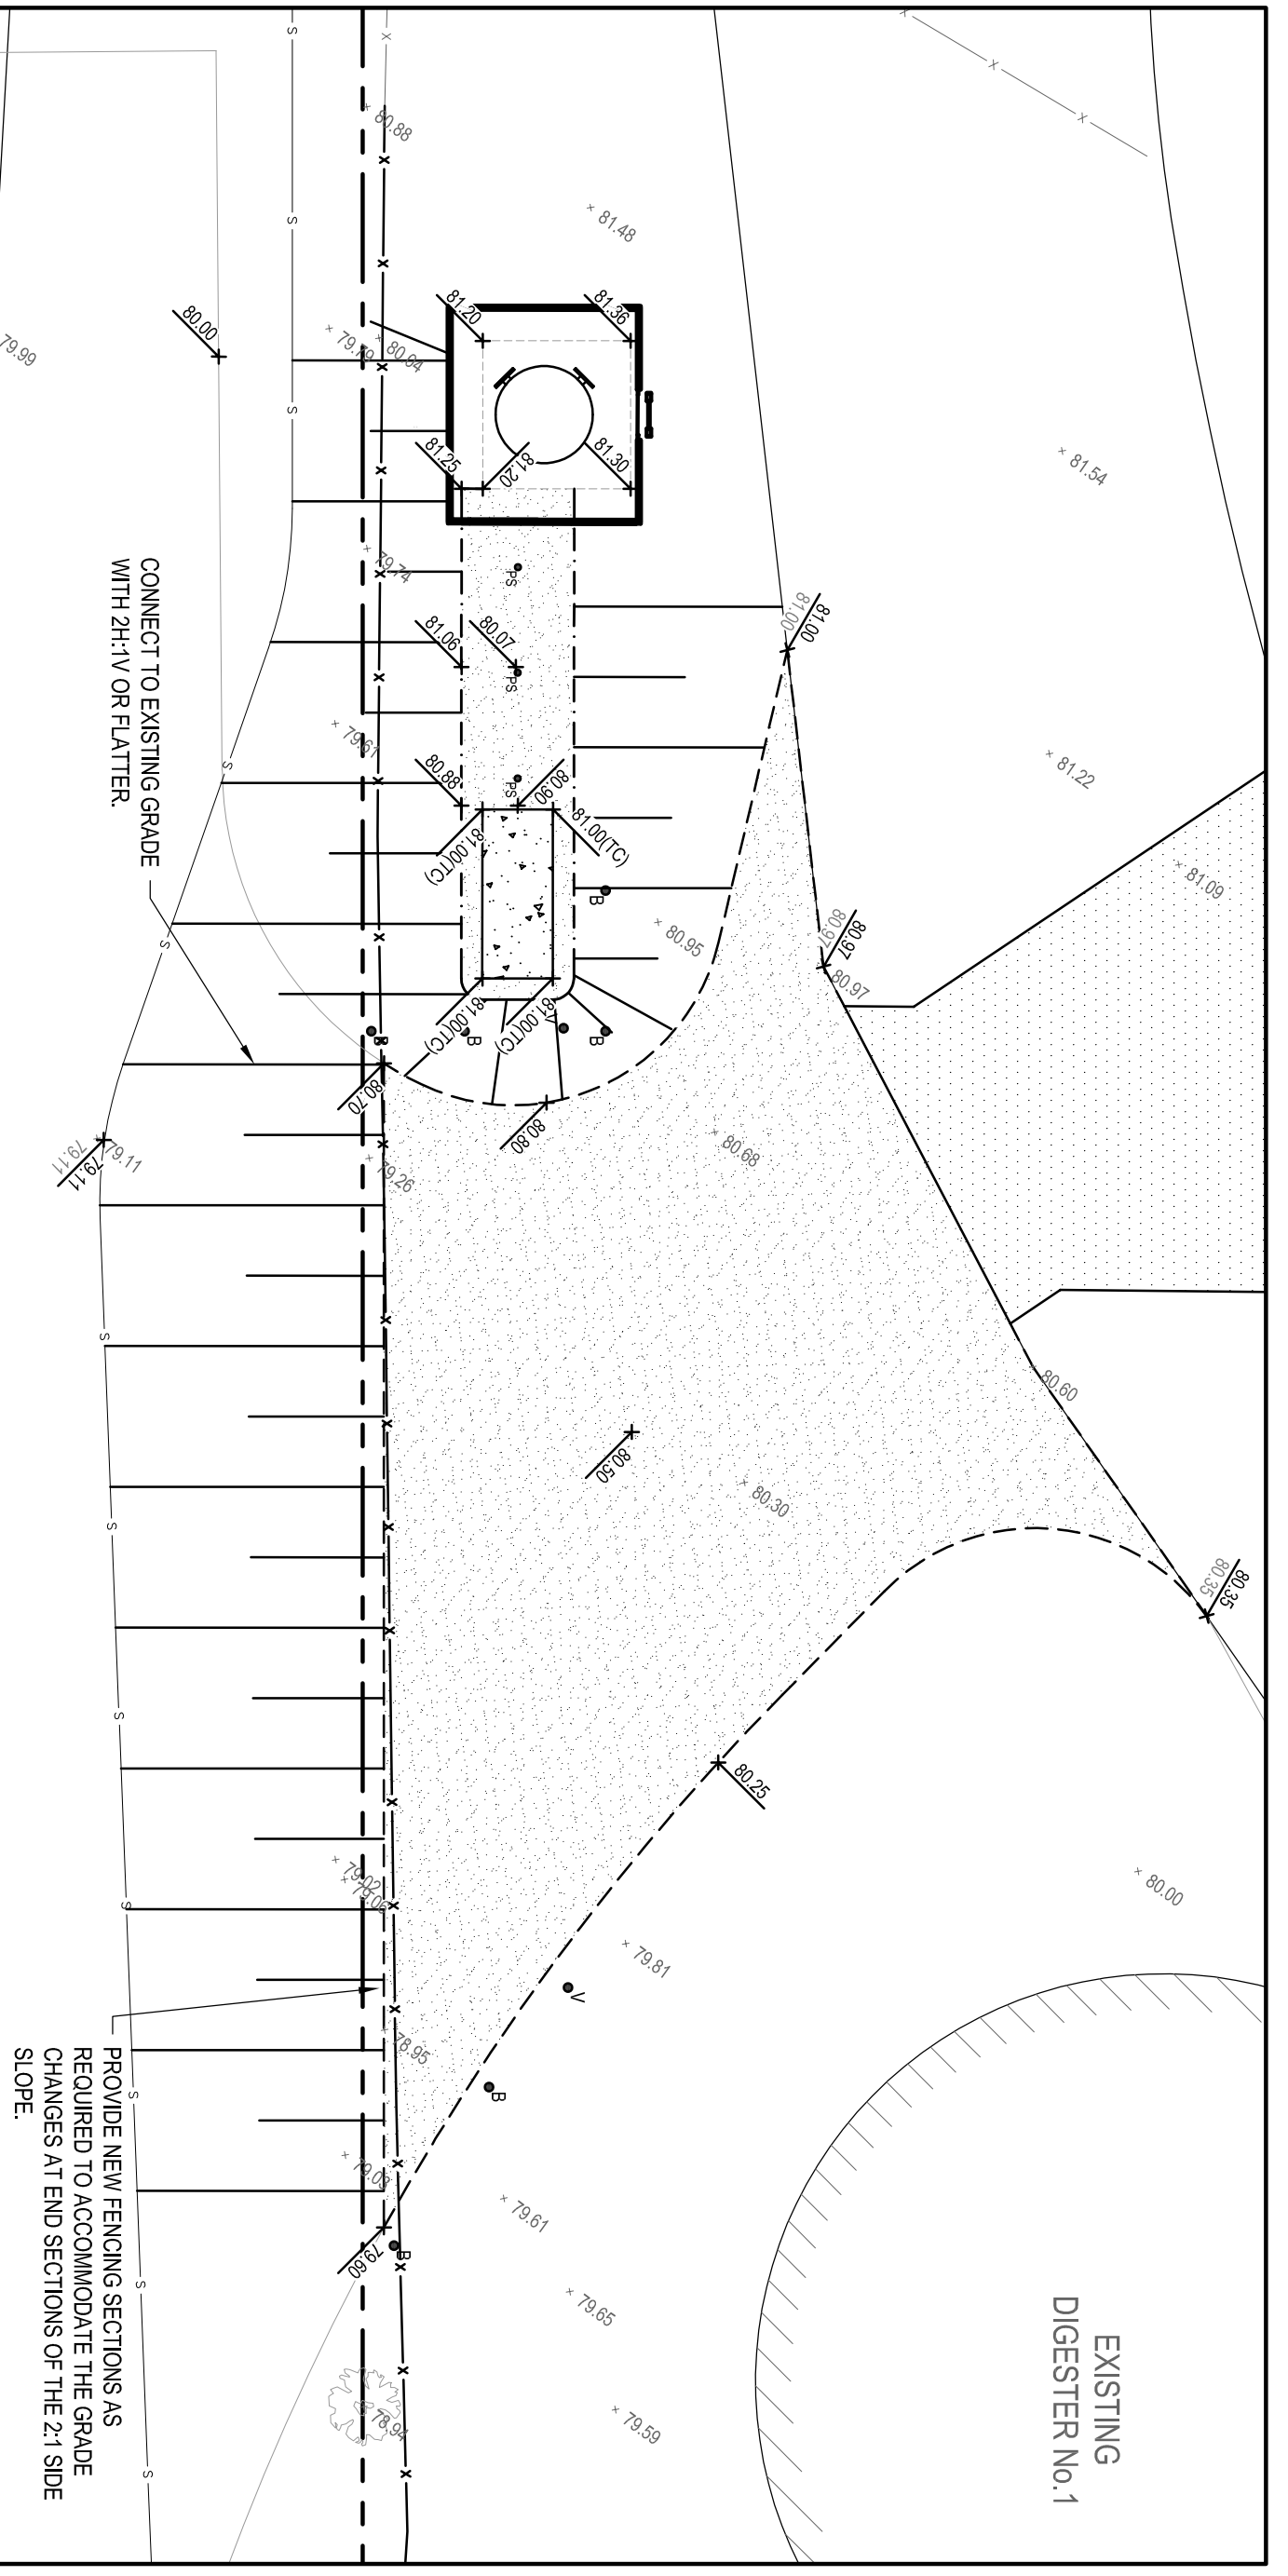 80.88
81.48
79.99
80.00
79.79
80.04
81.20
81.36
81.25
81.20
81.30
81.54
79.74
PS
81.06
80.07
PS
81.00
81.00
79.61
80.88
PS
80.90
81.00(TC)
81.00(TC)
81.22
81.09
B
80.95
80.97
80.97
80.97
CONNECT TO EXISTING GRADE
WITH 2H:1V OR FLATTER.
81.00(TC)
81.00(TC)
B
V
B
B
80.70
80.80
79.11
79.11
79.11
79.26
80.68
80.60
80.50
80.30
80.35
80.35
80.25
79.02
79.06
80.00
79.81
V
78.95
B
79.03
79.61
79.60
B
79.65
78.94
79.59
PROVIDE NEW FENCING SECTIONS AS
REQUIRED TO ACCOMMODATE THE GRADE
CHANGES AT END SECTIONS OF THE 2:1 SIDE
SLOPE.
EXISTING
DIGESTER No.1